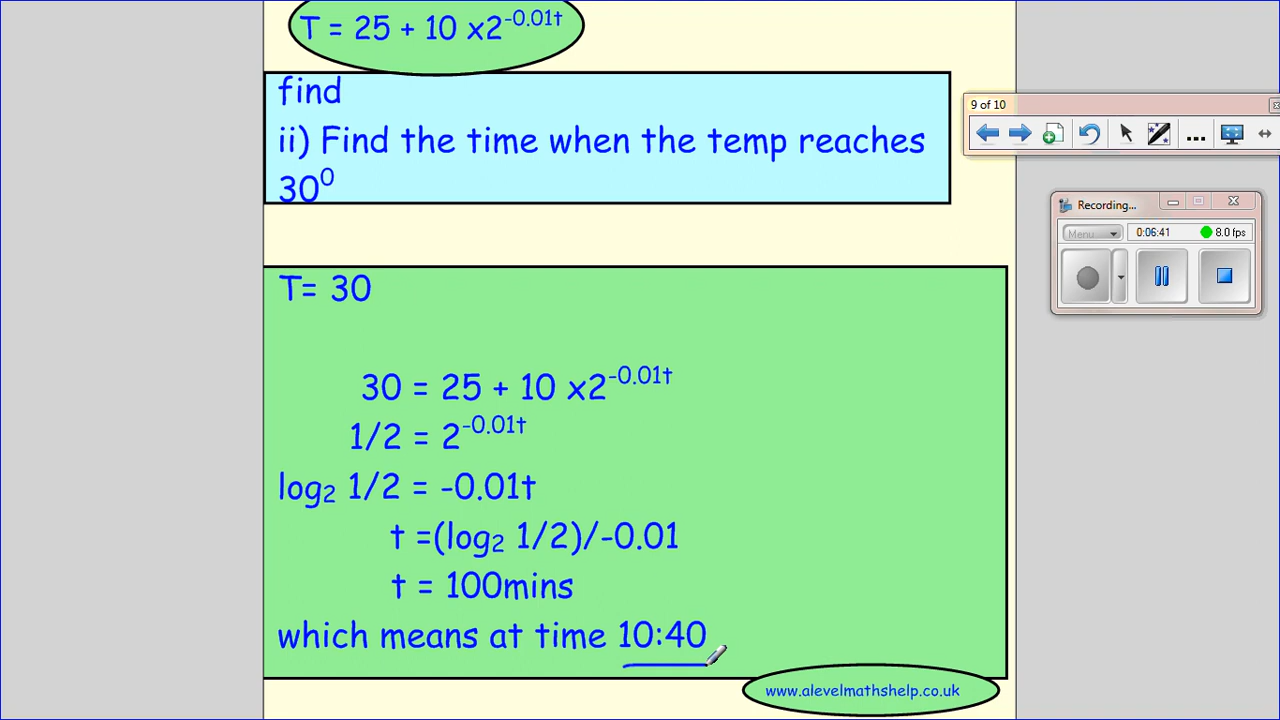 T = 25 + 10 x2⁻⁰·⁰¹ᵗ
find
ii) Find the time when the temp reaches
30⁰
9 of 10
Recording...
Menu
0:06:41
8.0 fps
T= 30
30 = 25 + 10 x2⁻⁰·⁰¹ᵗ
1/2 = 2⁻⁰·⁰¹ᵗ
log₂ 1/2 = -0.01t
t =(log₂ 1/2)/-0.01
t = 100mins
which means at time 10:40
www.alevelmathshelp.co.uk